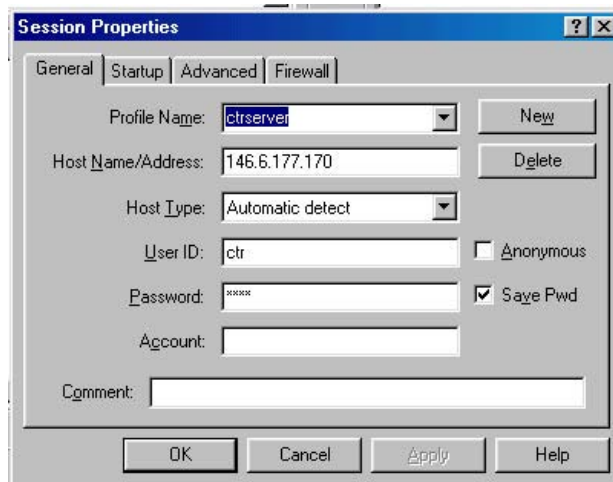 Session Properties
General Startup Advanced Firewall
Profile Name: ctrserver New
Host Name/Address: 146.6.177.170 Delete
Host Type: Automatic detect
User ID: ctr Anonymous
Password: **** Save Pwd
Account:
Comment:
OK Cancel Apply Help